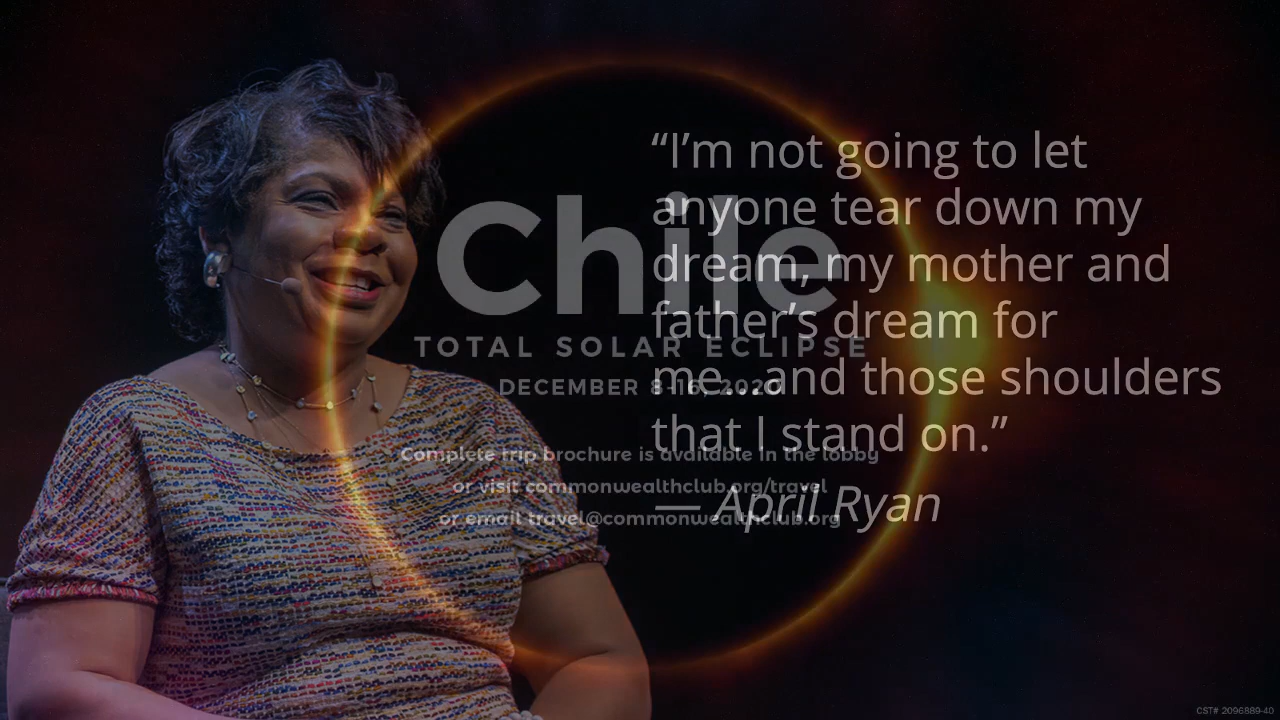 “I’m not going to let
anyone tear down my
dream, my mother and
father’s dream for
me...and those shoulders
that I stand on.”
— April Ryan
Chile
TOTAL SOLAR ECLIPSE
DECEMBER 8-16, 2020
Complete trip brochure is available in the lobby
or visit commonwealthclub.org/travel
or email travel@commonwealthclub.org
CST# 2096889-40